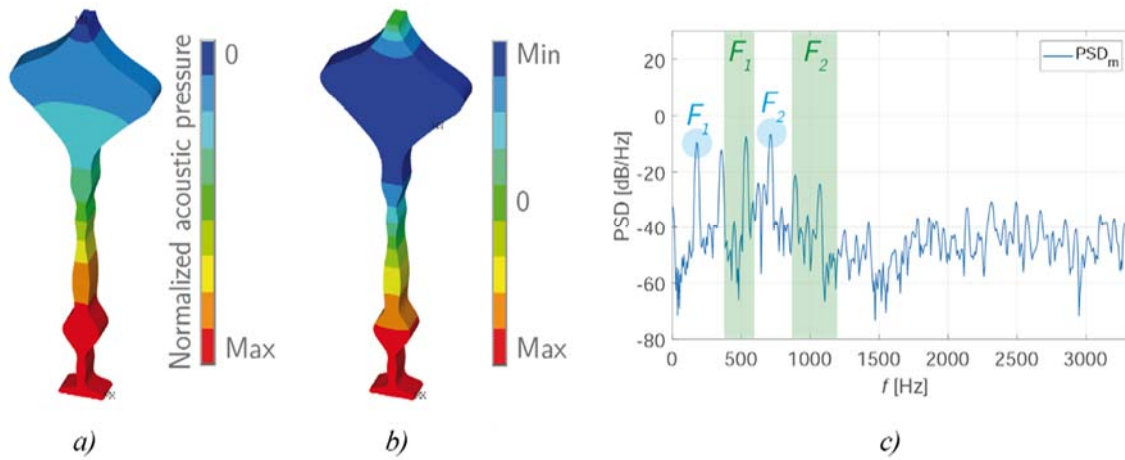 0
Normalized acoustic pressure
Max
a)
Min
0
Max
b)
PSD [dB/Hz]
20
0
-20
-40
-60
-80
F1
F2
F1
F2
PSDm
0 500 1000 1500 2000 2500 3000
f [Hz]
c)